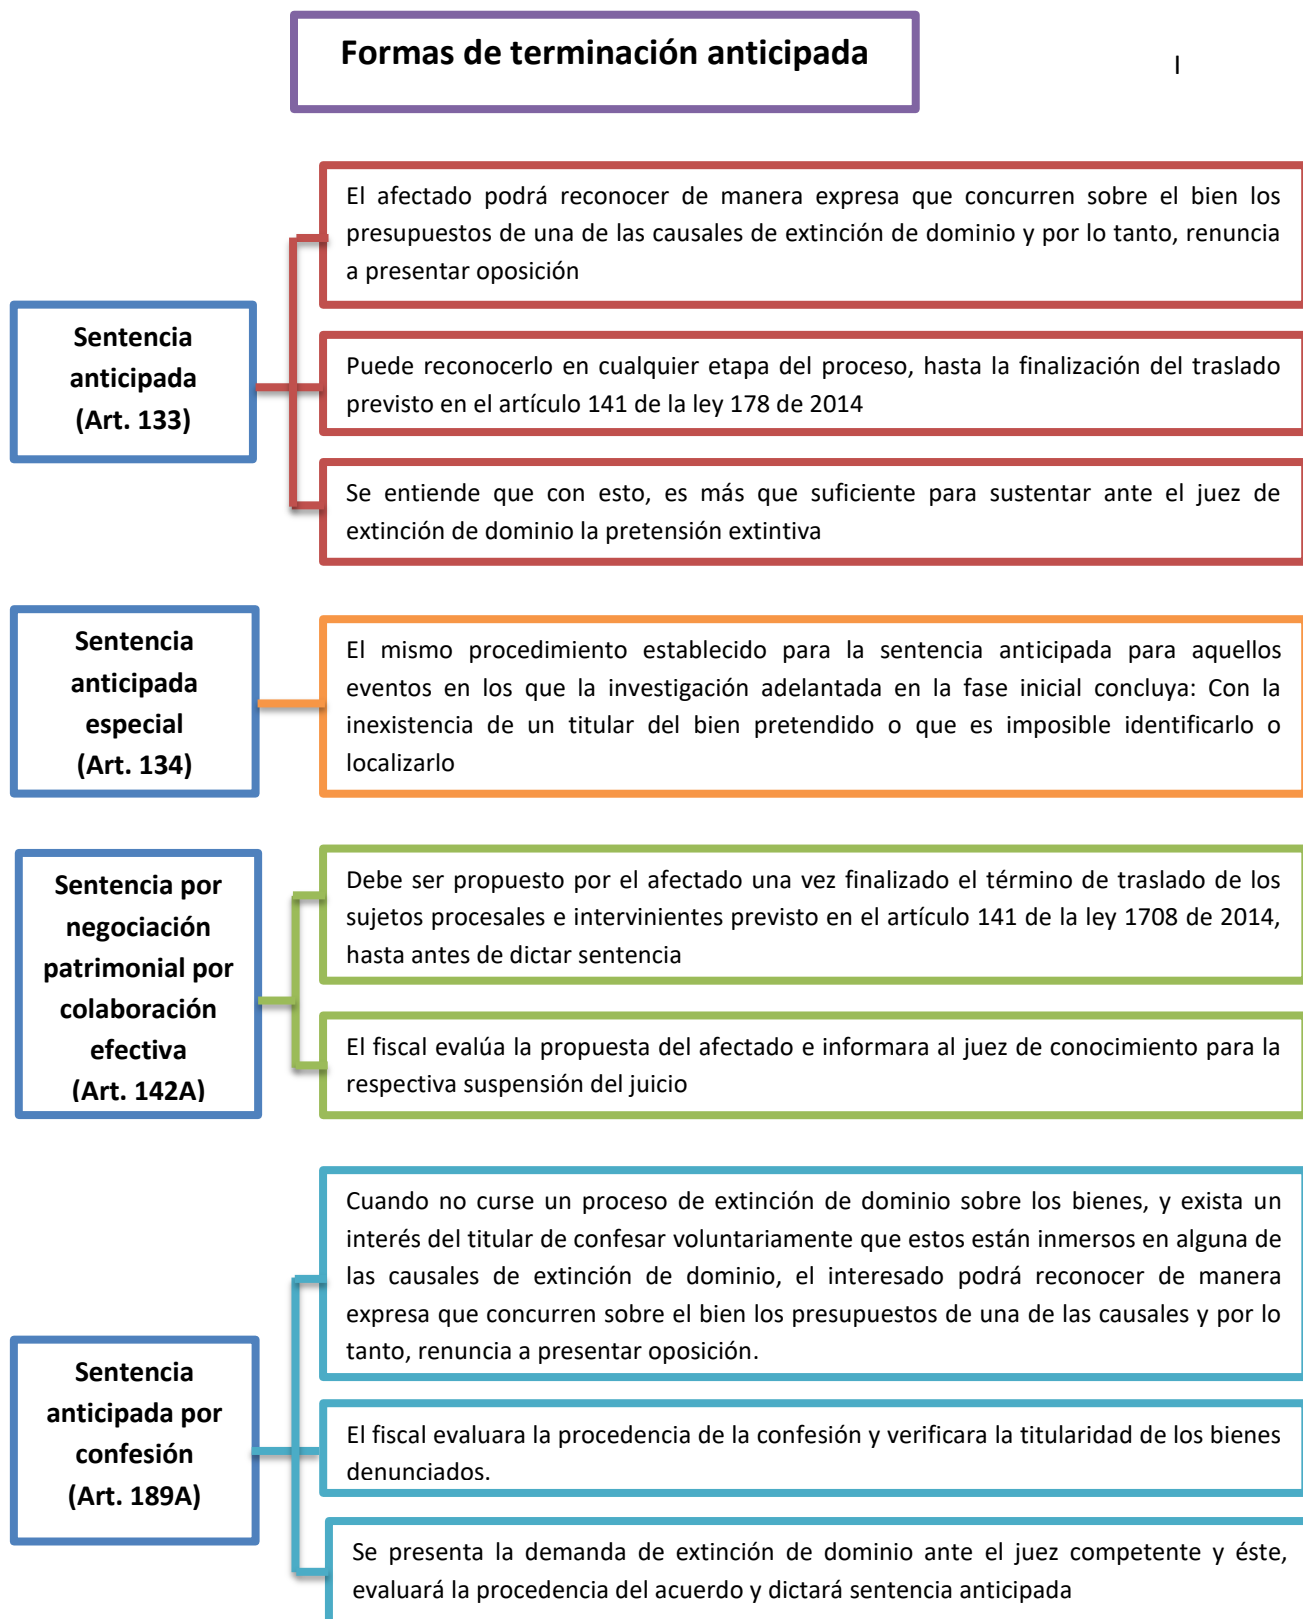 Formas de terminación anticipada
I
Sentencia
anticipada
(Art. 133)
El afectado podrá reconocer de manera expresa que concurren sobre el bien los
presupuestos de una de las causales de extinción de dominio y por lo tanto, renuncia
a presentar oposición
Puede reconocerlo en cualquier etapa del proceso, hasta la finalización del traslado
previsto en el artículo 141 de la ley 178 de 2014
Se entiende que con esto, es más que suficiente para sustentar ante el juez de
extinción de dominio la pretensión extintiva
Sentencia
anticipada
especial
(Art. 134)
El mismo procedimiento establecido para la sentencia anticipada para aquellos
eventos en los que la investigación adelantada en la fase inicial concluya: Con la
inexistencia de un titular del bien pretendido o que es imposible identificarlo o
localizarlo
Sentencia por
negociación
patrimonial por
colaboración
efectiva
(Art. 142A)
Debe ser propuesto por el afectado una vez finalizado el término de traslado de los
sujetos procesales e intervinientes previsto en el artículo 141 de la ley 1708 de 2014,
hasta antes de dictar sentencia
El fiscal evalúa la propuesta del afectado e informara al juez de conocimiento para la
respectiva suspensión del juicio
Sentencia
anticipada por
confesión
(Art. 189A)
Cuando no curse un proceso de extinción de dominio sobre los bienes, y exista un
interés del titular de confesar voluntariamente que estos están inmersos en alguna de
las causales de extinción de dominio, el interesado podrá reconocer de manera
expresa que concurren sobre el bien los presupuestos de una de las causales y por lo
tanto, renuncia a presentar oposición.
El fiscal evaluara la procedencia de la confesión y verificara la titularidad de los bienes
denunciados.
Se presenta la demanda de extinción de dominio ante el juez competente y éste,
evaluará la procedencia del acuerdo y dictará sentencia anticipada